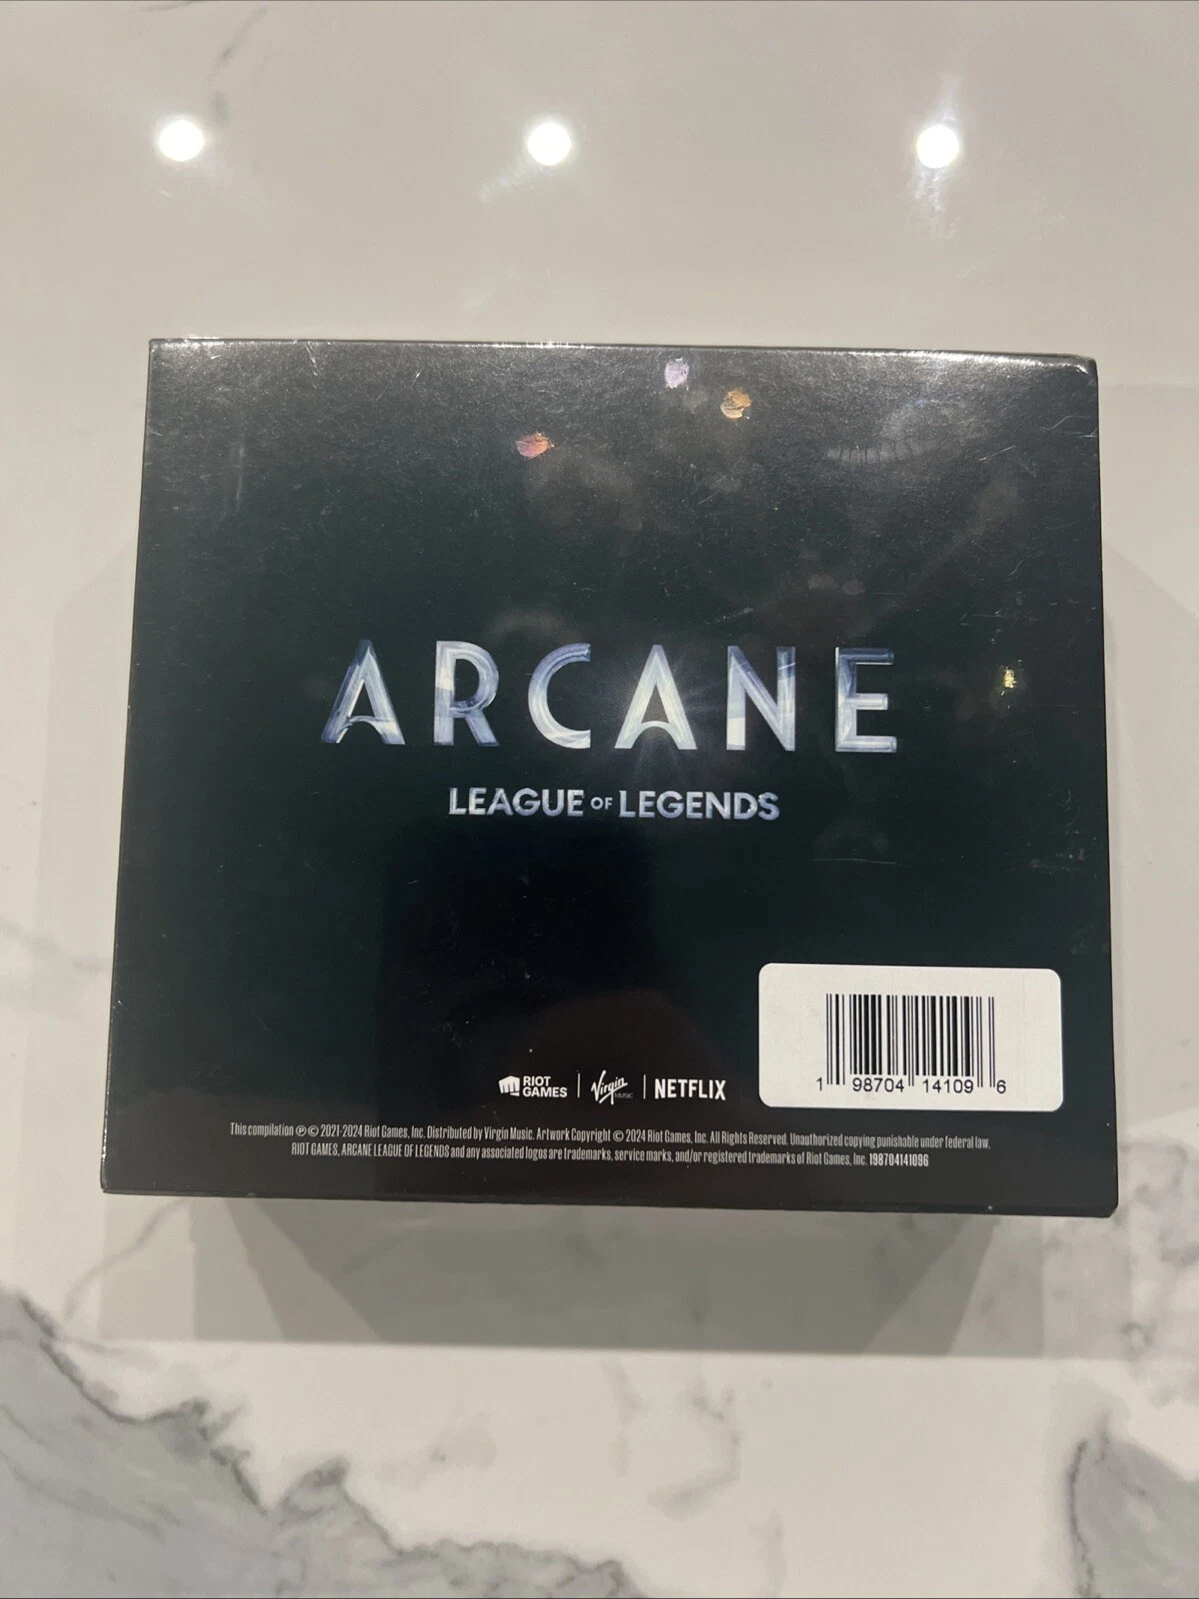 ARCANE
LEAGUE OF LEGENDS
RIOT
GAMES
Virgin
MUSIC
NETFLIX
1 98704 14109 6
This compilation ℗ © 2021-2024 Riot Games, Inc. Distributed by Virgin Music. Artwork Copyright © 2024 Riot Games, Inc. All Rights Reserved. Unauthorized copying punishable under federal law.
RIOT GAMES, ARCANE LEAGUE OF LEGENDS and any associated logos are trademarks, service marks, and/or registered trademarks of Riot Games, Inc. 198704141096